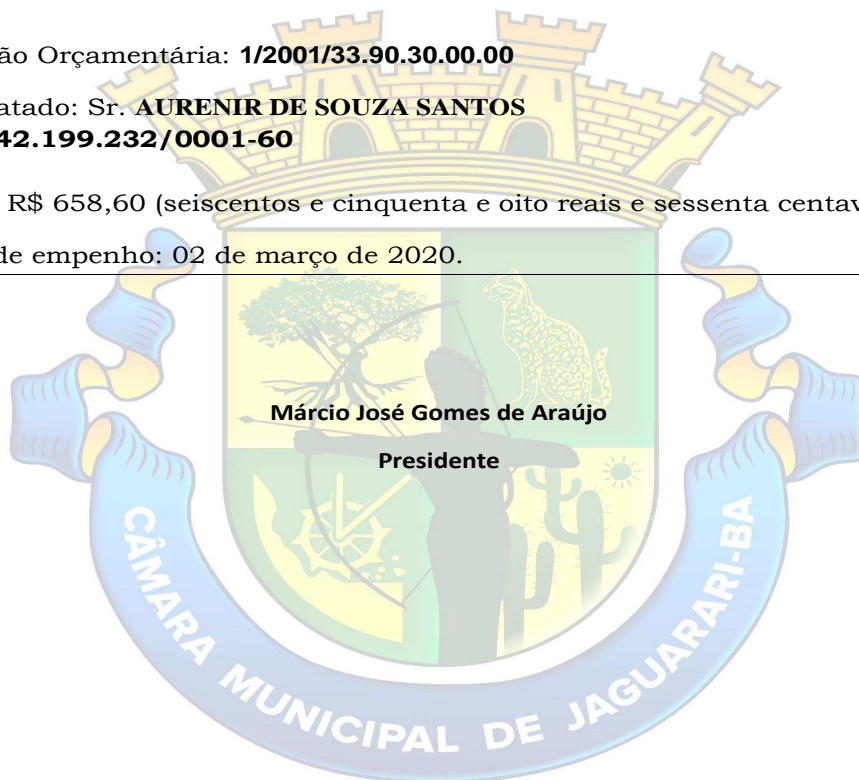 ão Orçamentária: 1/2001/33.90.30.00.00
atado: Sr. AURENIR DE SOUZA SANTOS
42.199.232/0001-60
R$ 658,60 (seiscentos e cinquenta e oito reais e sessenta centav
de empenho: 02 de março de 2020.
Márcio José Gomes de Araújo
Presidente
CÂMARA MUNICIPAL DE JAGUARARI-BA